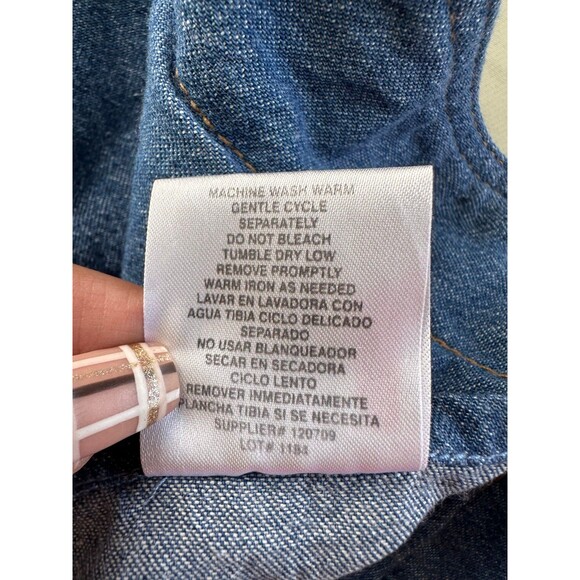 MACHINE WASH WARM
GENTLE CYCLE
SEPARATELY
DO NOT BLEACH
TUMBLE DRY LOW
REMOVE PROMPTLY
WARM IRON AS NEEDED
LAVAR EN LAVADORA CON
AGUA TIBIA CICLO DELICADO
SEPARADO
NO USAR BLANQUEADOR
SECAR EN SECADORA
CICLO LENTO
REMOVER IMMEDIATAMENTE
PLANCHA TIBIA SI SE NECESITA
SUPPLIER# 120709
LOT# 1184